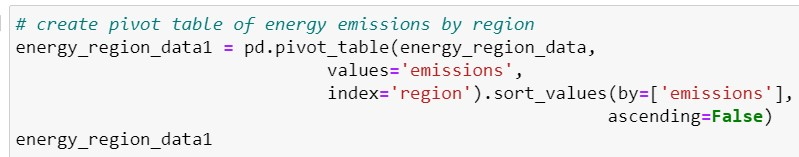 # create pivot table of energy emissions by region
energy_region_data1 = pd.pivot_table(energy_region_data,
values='emissions',
index='region').sort_values(by=['emissions'],
ascending=False)
energy_region_data1